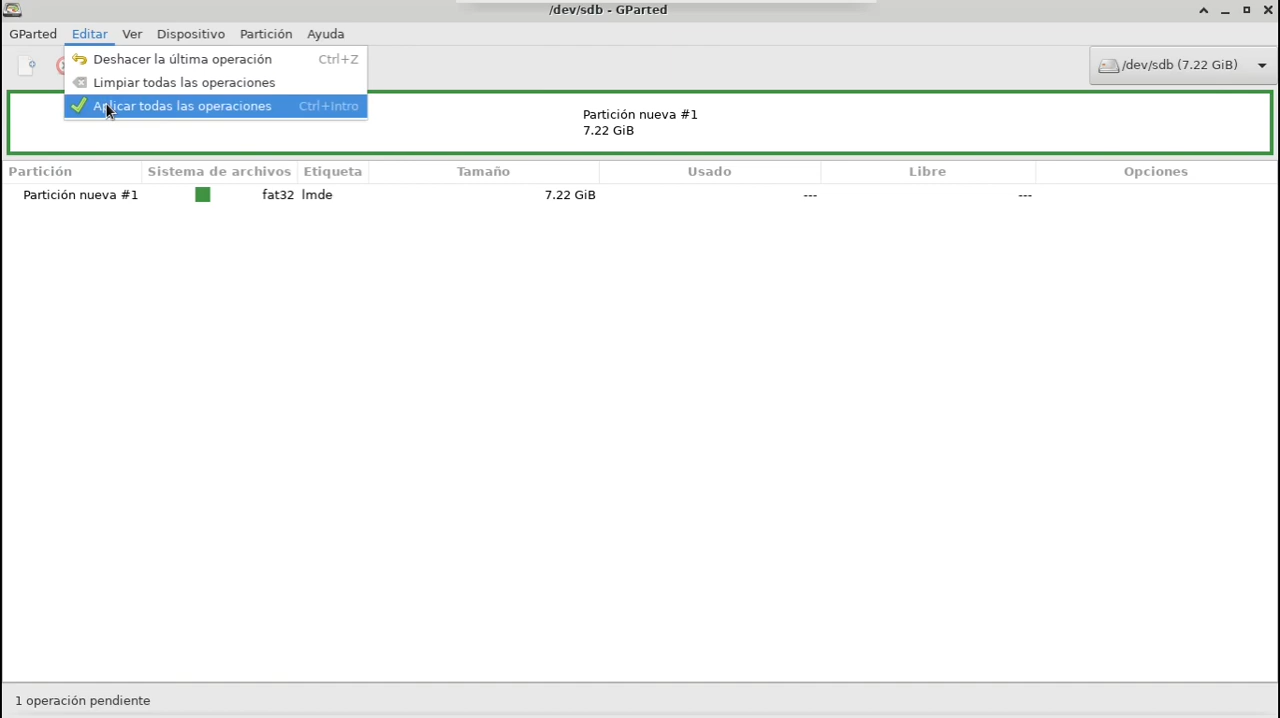 /dev/sdb - GParted
GParted Editar Ver Dispositivo Partición Ayuda
Deshacer la última operación Ctrl+Z
/dev/sdb (7.22 GiB)
Limpiar todas las operaciones
Aplicar todas las operaciones Ctrl+Intro
Partición nueva #1
7.22 GiB
Partición Sistema de archivos Etiqueta Tamaño Usado Libre Opciones
Partición nueva #1 fat32 lmde 7.22 GiB --- ---
1 operación pendiente